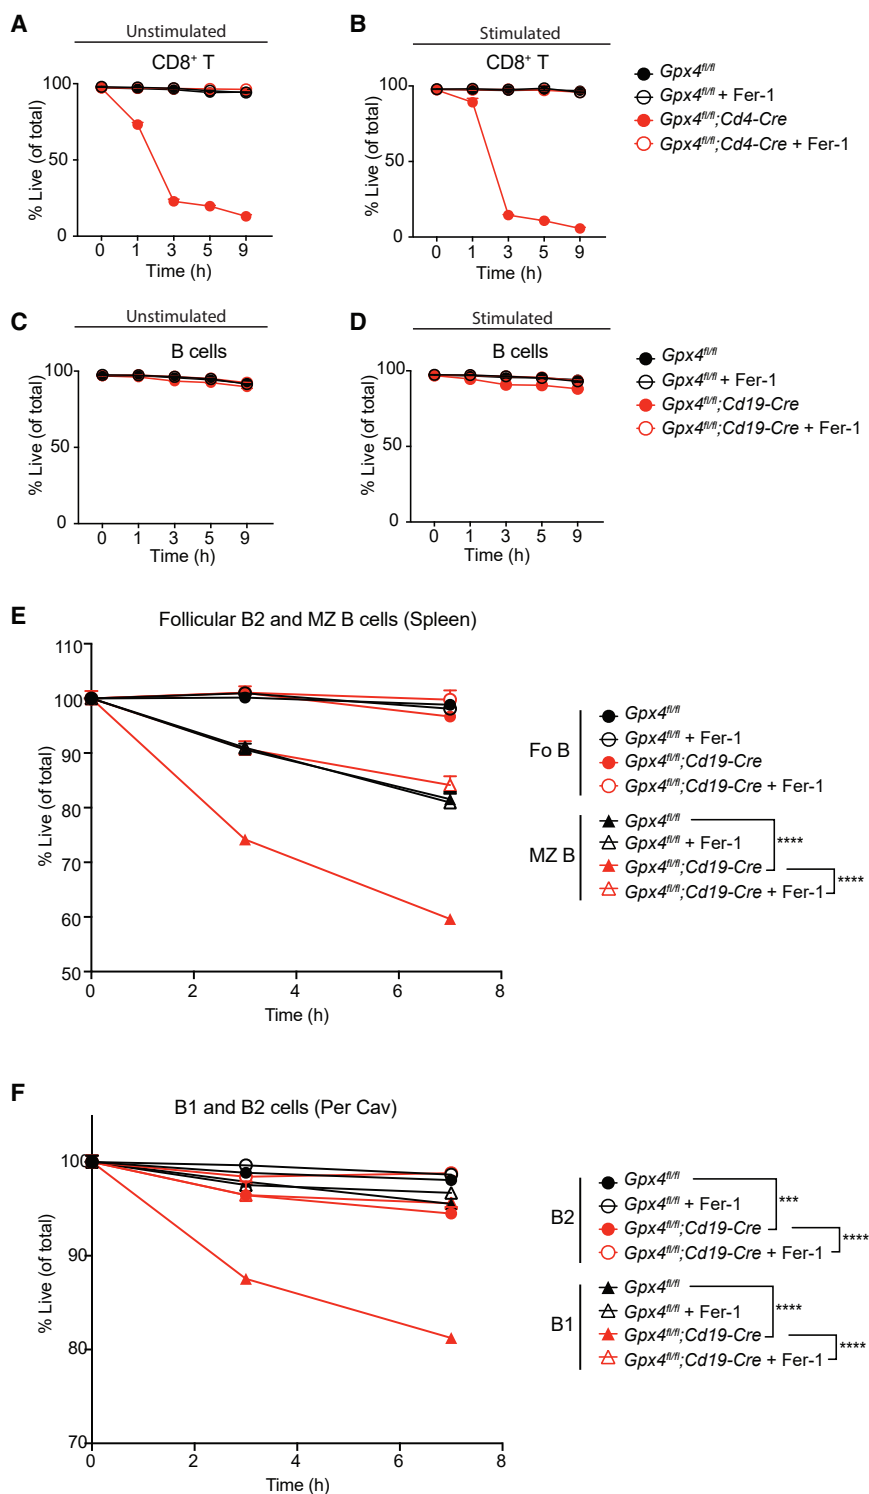 A
Unstimulated
CD8⁺ T
% Live (of total)
100
50
0
0 1 3 5 9
Time (h)
B
Stimulated
CD8⁺ T
% Live (of total)
100
50
0
0 1 3 5 9
Time (h)
Gpx4fl/fl
Gpx4fl/fl + Fer-1
Gpx4fl/fl;Cd4-Cre
Gpx4fl/fl;Cd4-Cre + Fer-1
C
Unstimulated
B cells
% Live (of total)
100
50
0
0 1 3 5 9
Time (h)
D
Stimulated
B cells
% Live (of total)
100
50
0
0 1 3 5 9
Time (h)
Gpx4fl/fl
Gpx4fl/fl + Fer-1
Gpx4fl/fl;Cd19-Cre
Gpx4fl/fl;Cd19-Cre + Fer-1
E
Follicular B2 and MZ B cells (Spleen)
% Live (of total)
110
100
90
80
70
60
50
0 2 4 6 8
Time (h)
Fo B
Gpx4fl/fl
Gpx4fl/fl + Fer-1
Gpx4fl/fl;Cd19-Cre
Gpx4fl/fl;Cd19-Cre + Fer-1
MZ B
Gpx4fl/fl
Gpx4fl/fl + Fer-1
Gpx4fl/fl;Cd19-Cre
Gpx4fl/fl;Cd19-Cre + Fer-1
****
****
F
B1 and B2 cells (Per Cav)
% Live (of total)
100
90
80
70
0 2 4 6 8
Time (h)
B2
Gpx4fl/fl
Gpx4fl/fl + Fer-1
Gpx4fl/fl;Cd19-Cre
Gpx4fl/fl;Cd19-Cre + Fer-1
***
****
B1
Gpx4fl/fl
Gpx4fl/fl + Fer-1
Gpx4fl/fl;Cd19-Cre
Gpx4fl/fl;Cd19-Cre + Fer-1
****
****